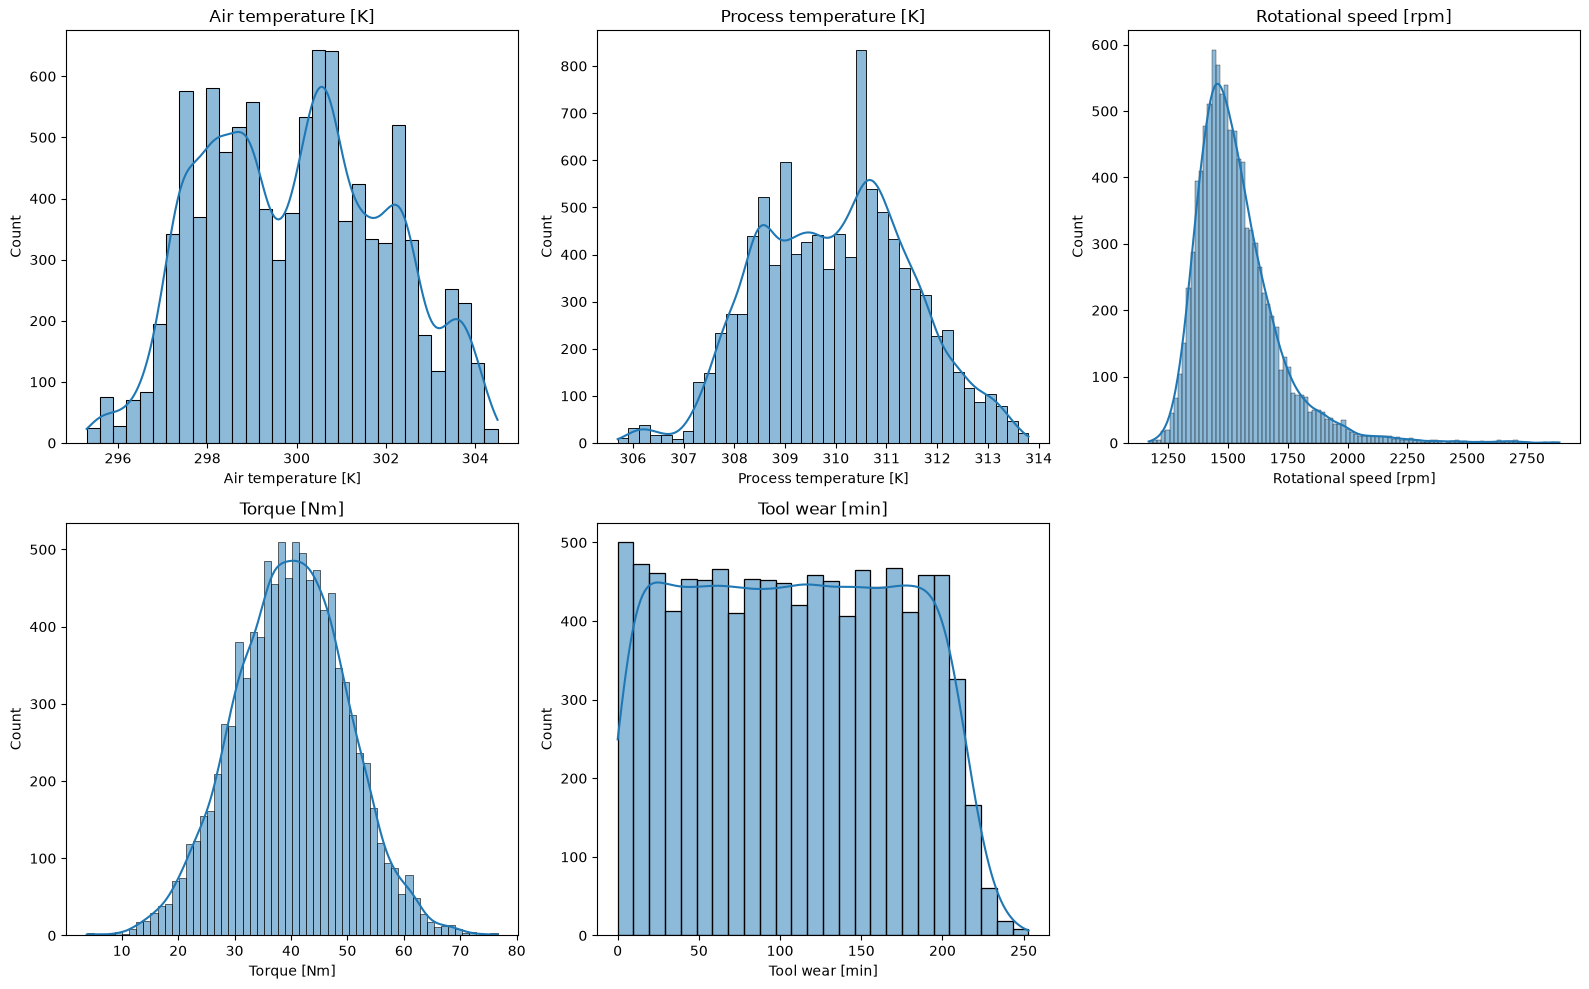 Air temperature [K]
Process temperature [K]
Rotational speed [rpm]
600
500
400
300
200
100
0
Count
296 298 300 302 304
Air temperature [K]
800
700
600
500
400
300
200
100
0
Count
306 307 308 309 310 311 312 313 314
Process temperature [K]
600
500
400
300
200
100
0
Count
1250 1500 1750 2000 2250 2500 2750
Rotational speed [rpm]
Torque [Nm]
Tool wear [min]
500
400
300
200
100
0
Count
10 20 30 40 50 60 70 80
Torque [Nm]
500
400
300
200
100
0
Count
0 50 100 150 200 250
Tool wear [min]